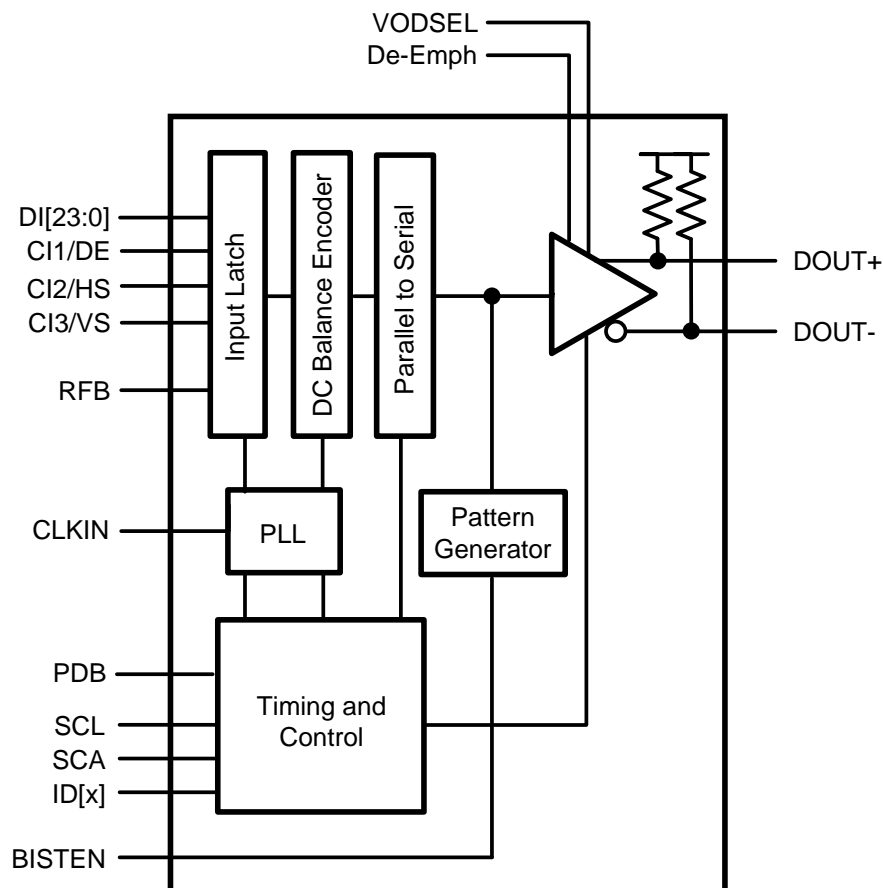 VODSEL
De-Emph
DI[23:0]
CI1/DE
CI2/HS
CI3/VS
RFB
Input Latch
DC Balance Encoder
Parallel to Serial
DOUT+
DOUT-
CLKIN
PLL
Pattern
Generator
PDB
SCL
SCA
ID[x]
Timing and
Control
BISTEN